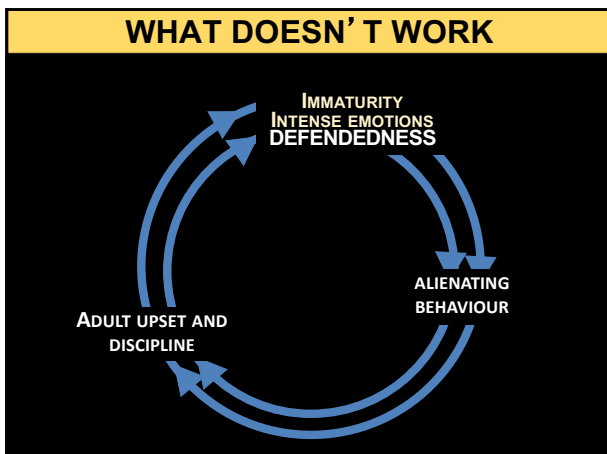 WHAT DOESN’T WORK
IMMATURITY
INTENSE EMOTIONS
DEFENDEDNESS
ALIENATING
BEHAVIOUR
ADULT UPSET AND
DISCIPLINE